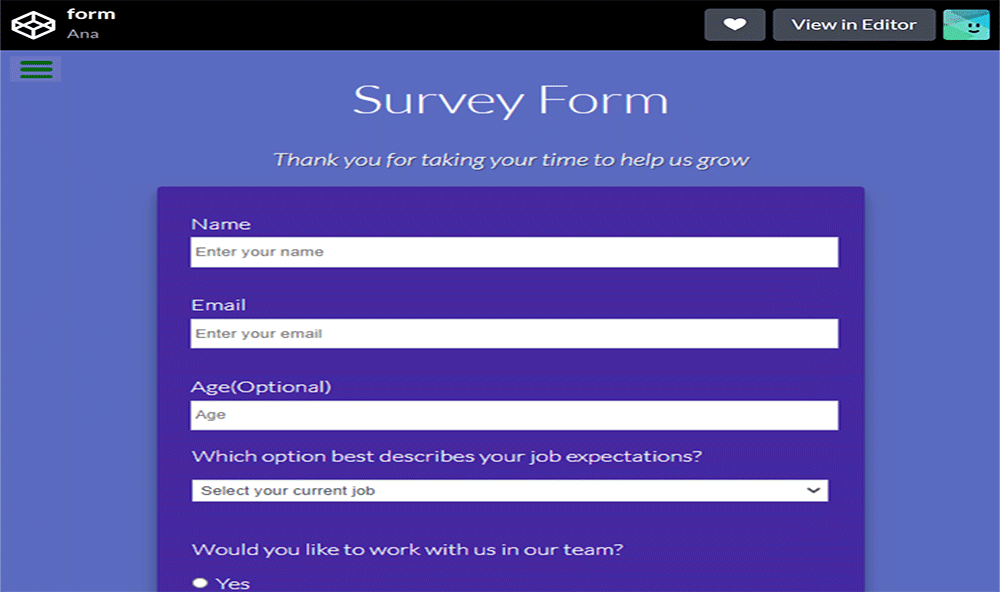 form
Ana
View in Editor
Survey Form
Thank you for taking your time to help us grow
Name
Enter your name
Email
Enter your email
Age(Optional)
Age
Which option best describes your job expectations?
Select your current job
Would you like to work with us in our team?
Yes